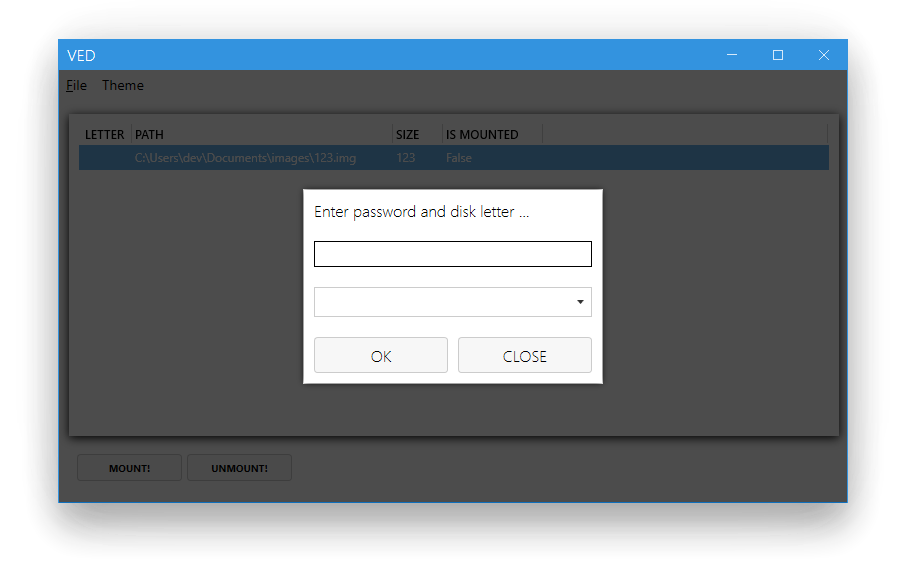 VED
File Theme
LETTER PATH SIZE IS MOUNTED
C:\Users\dev\Documents\images\123.img 123 False
Enter password and disk letter ...
OK CLOSE
MOUNT! UNMOUNT!